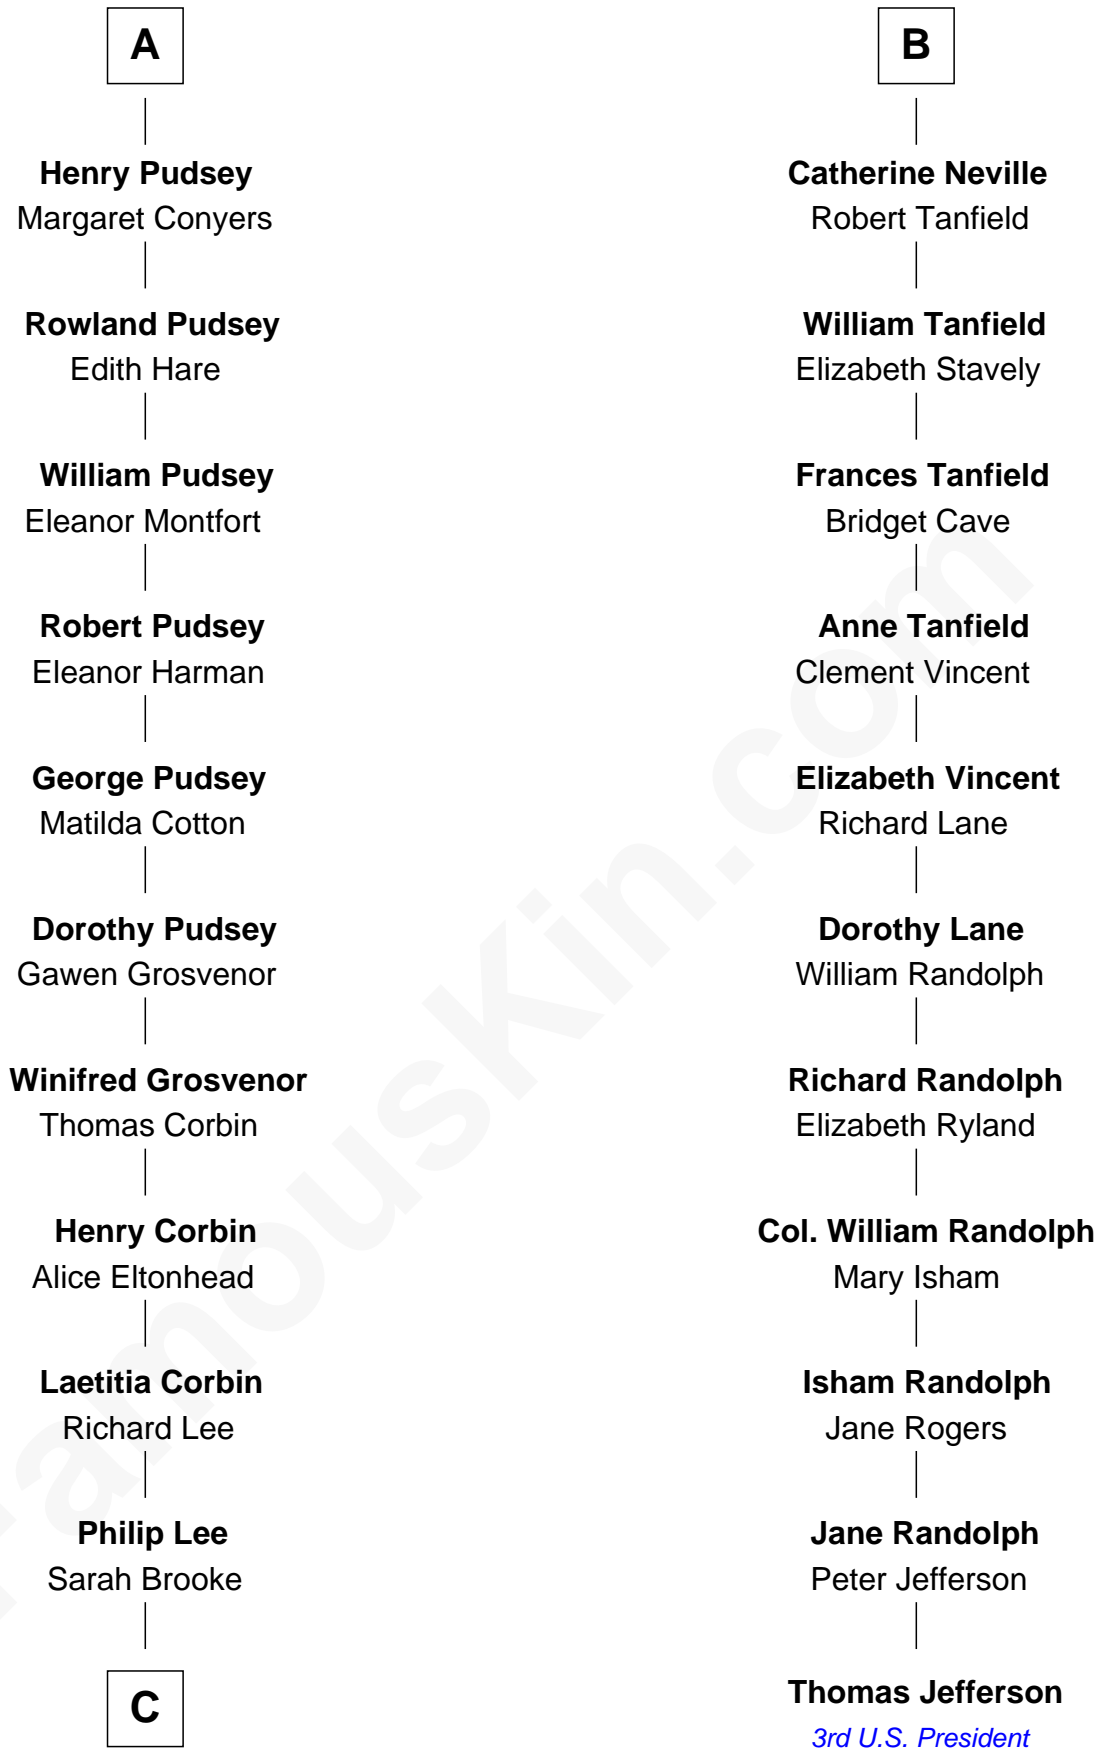 A
Henry Pudsey
Margaret Conyers
Rowland Pudsey
Edith Hare
William Pudsey
Eleanor Montfort
Robert Pudsey
Eleanor Harman
George Pudsey
Matilda Cotton
Dorothy Pudsey
Gawen Grosvenor
Winifred Grosvenor
Thomas Corbin
Henry Corbin
Alice Eltonhead
Laetitia Corbin
Richard Lee
Philip Lee
Sarah Brooke
C
B
Catherine Neville
Robert Tanfield
William Tanfield
Elizabeth Stavely
Frances Tanfield
Bridget Cave
Anne Tanfield
Clement Vincent
Elizabeth Vincent
Richard Lane
Dorothy Lane
William Randolph
Richard Randolph
Elizabeth Ryland
Col. William Randolph
Mary Isham
Isham Randolph
Jane Rogers
Jane Randolph
Peter Jefferson
Thomas Jefferson
3rd U.S. President
FamousKin.com